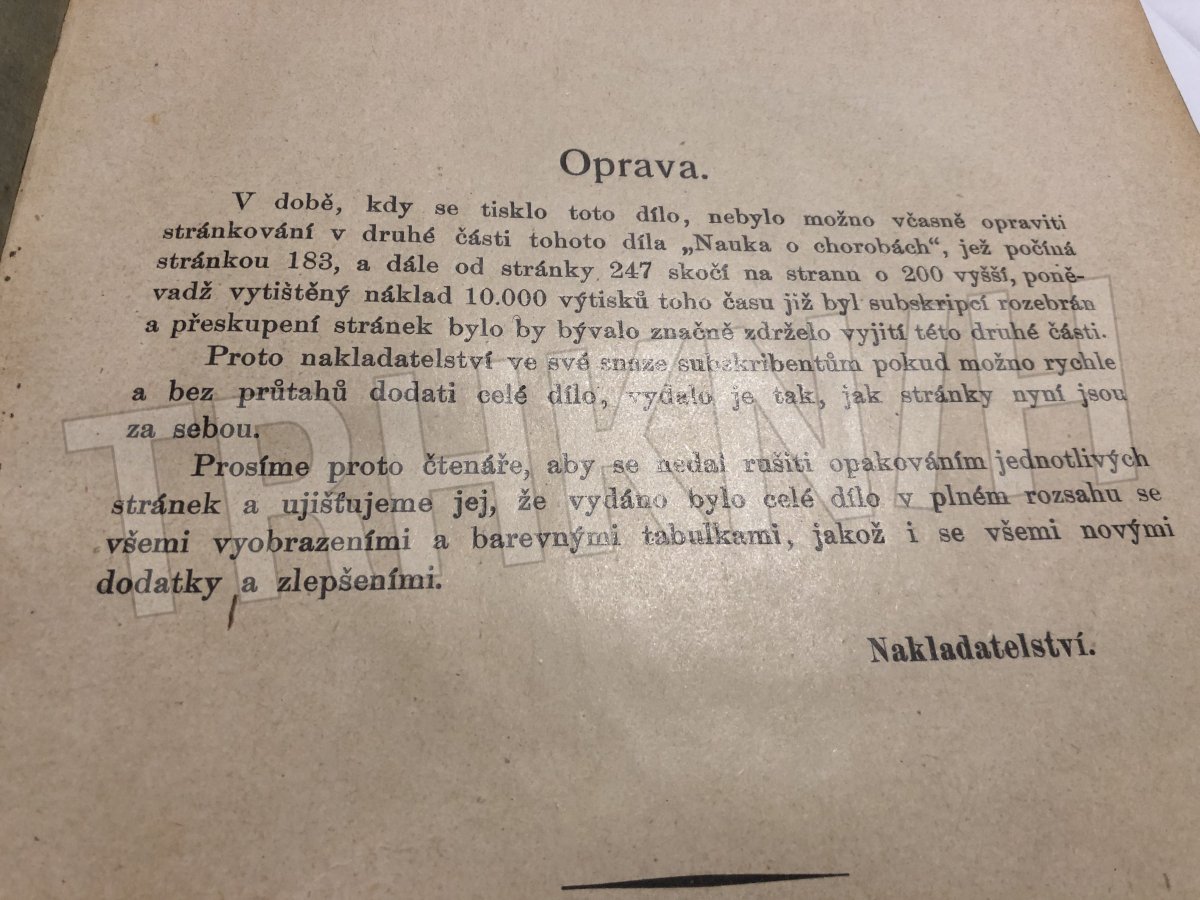 Oprava.
V době, kdy se tisklo toto dílo, nebylo možno včasně opraviti
stránkování v druhé části tohoto díla „Nauka o chorobách“, jež počíná
stránkou 183, a dále od stránky 247 skočí na strann o 200 vyšší, poně-
vadž vytištěný náklad 10.000 výtisků toho času již byl subskripcí rozebrán
a přeskupení stránek bylo by bývalo značně zdrželo vyjití této druhé části.
Proto nakladatelství ve své snaze subskribentům pokud možno rychle
a bez průtahů dodati celé dílo, vydalo je tak, jak stránky nyní jsou
za sebou.
Prosíme proto čtenáře, aby se nedal rušiti opakováním jednotlivých
stránek a ujišťujeme jej, že vydáno bylo celé dílo v plném rozsahu se
všemi vyobrazeními a barevnými tabulkami, jakož i se všemi novými
dodatky a zlepšeními.
Nakladatelství.
TRHKNIH